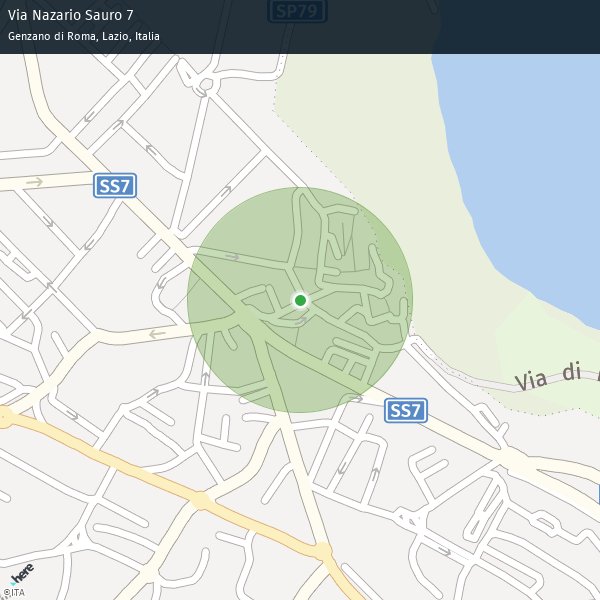 Via Nazario Sauro 7
Genzano di Roma, Lazio, Italia
SP79
SS7
Via di
SS7
here
©ITA